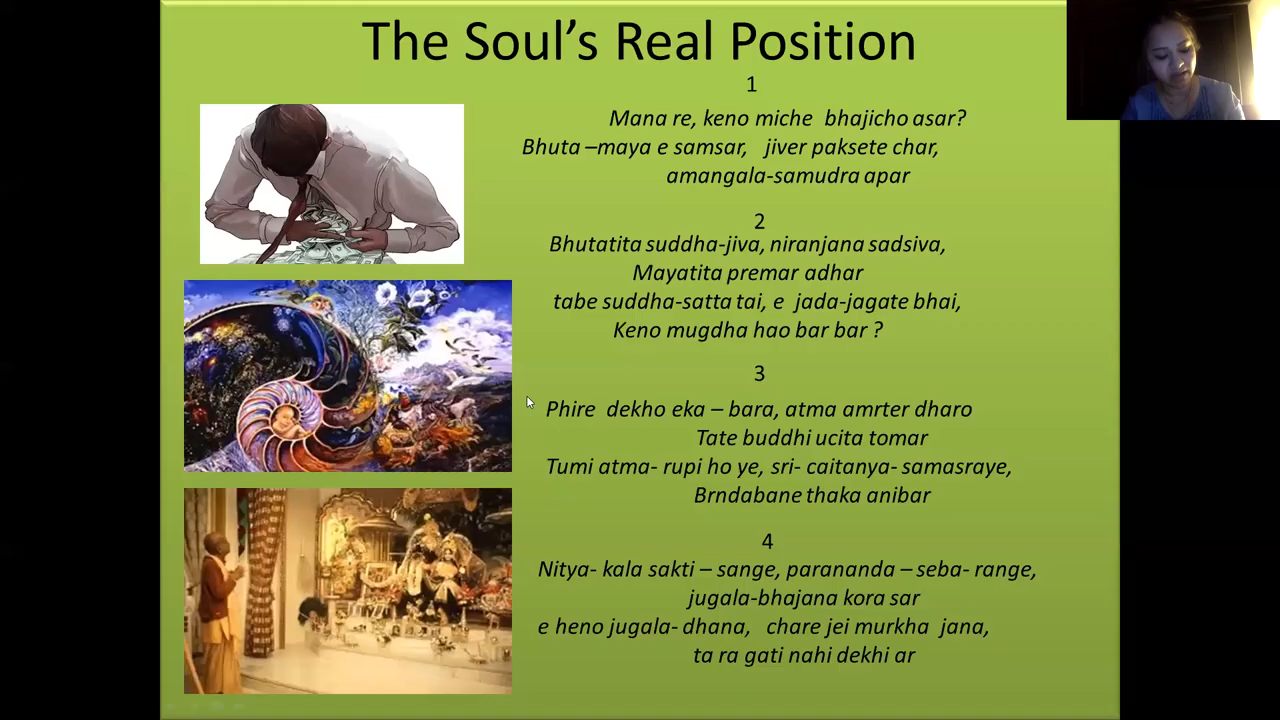 The Soul's Real Position
1
Mana re, keno miche bhajicho asar?
Bhuta –maya e samsar, jiver paksete char,
amangala-samudra apar
2
Bhutatita suddha-jiva, niranjana sadsiva,
Mayatita premar adhar
tabe suddha-satta tai, e jada-jagate bhai,
Keno mugdha hao bar bar ?
3
Phire dekho eka – bara, atma amrter dharo
Tate buddhi ucita tomar
Tumi atma- rupi ho ye, sri- caitanya- samasraye,
Brndabane thaka anibar
4
Nitya- kala sakti – sange, parananda – seba- range,
jugala-bhajana kora sar
e heno jugala- dhana, chare jei murkha jana,
ta ra gati nahi dekhi ar